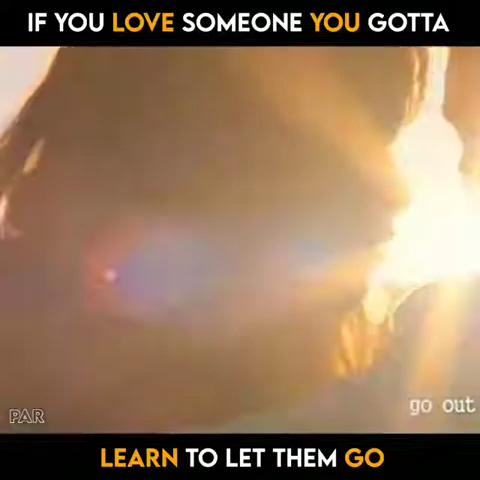 IF YOU LOVE SOMEONE YOU GOTTA
go out
PAR
LEARN TO LET THEM GO